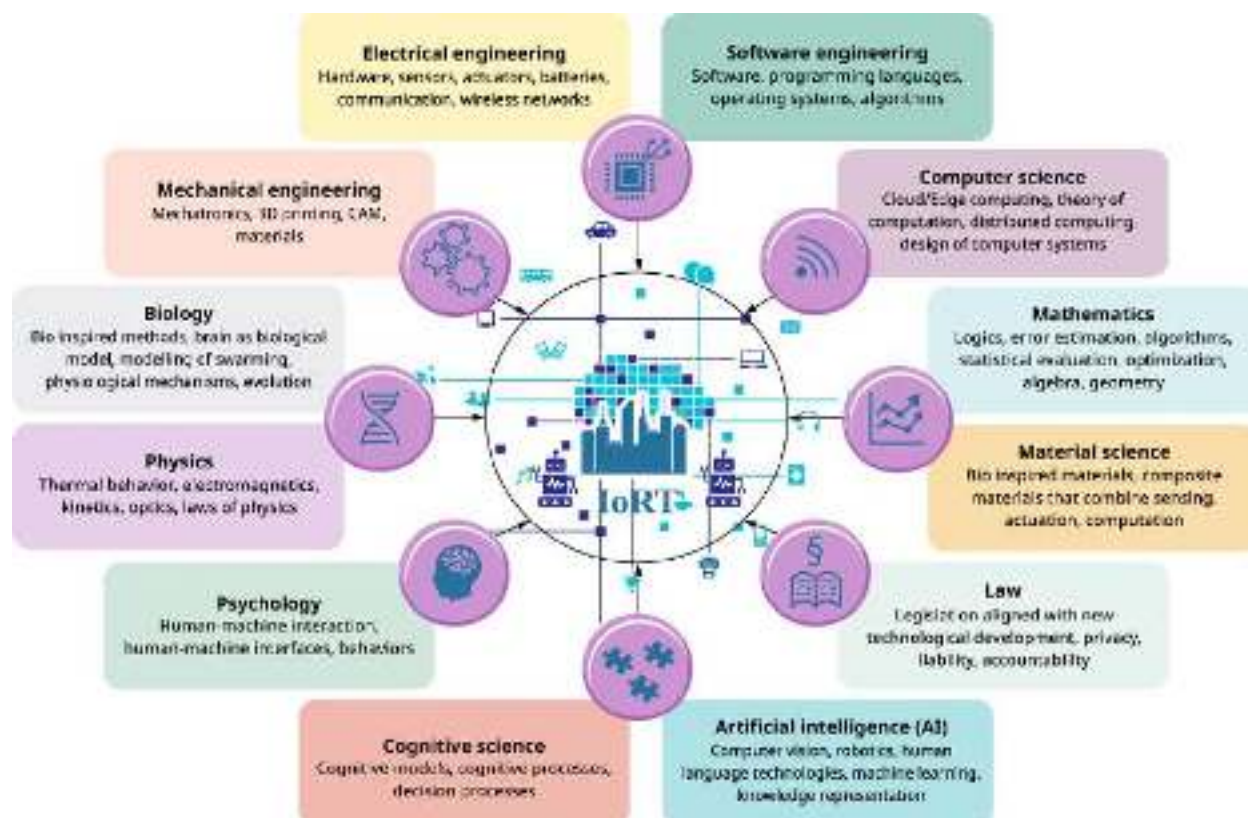 Electrical engineering
Hardware, sensors, actuators, batteries,
communication, wireless networks
Software engineering
Software, programming languages,
operating systems, algorithms
Mechanical engineering
Mechatronics, 3D printing, CAM,
materials
Computer science
Cloud/Edge computing, theory of
computation, distributed computing,
design of computer systems
Biology
Bio inspired methods, brain as biological
model, modelling of swarming,
physiological mechanisms, evolution
Mathematics
Logics, error estimation, algorithms,
statistical evaluation, optimization,
algebra, geometry
Physics
Thermal behavior, electromagnetics,
kinetics, optics, laws of physics
Material science
Bio inspired materials, composite
materials that combine sensing,
actuation, computation
IoRT
§
Psychology
Human-machine interaction,
human-machine interfaces, behaviors
Law
Legislation aligned with new
technological development, privacy,
liability, accountability
Cognitive science
Cognitive models, cognitive processes,
decision processes
Artificial intelligence (AI)
Computer vision, robotics, human
language technologies, machine learning,
knowledge representation